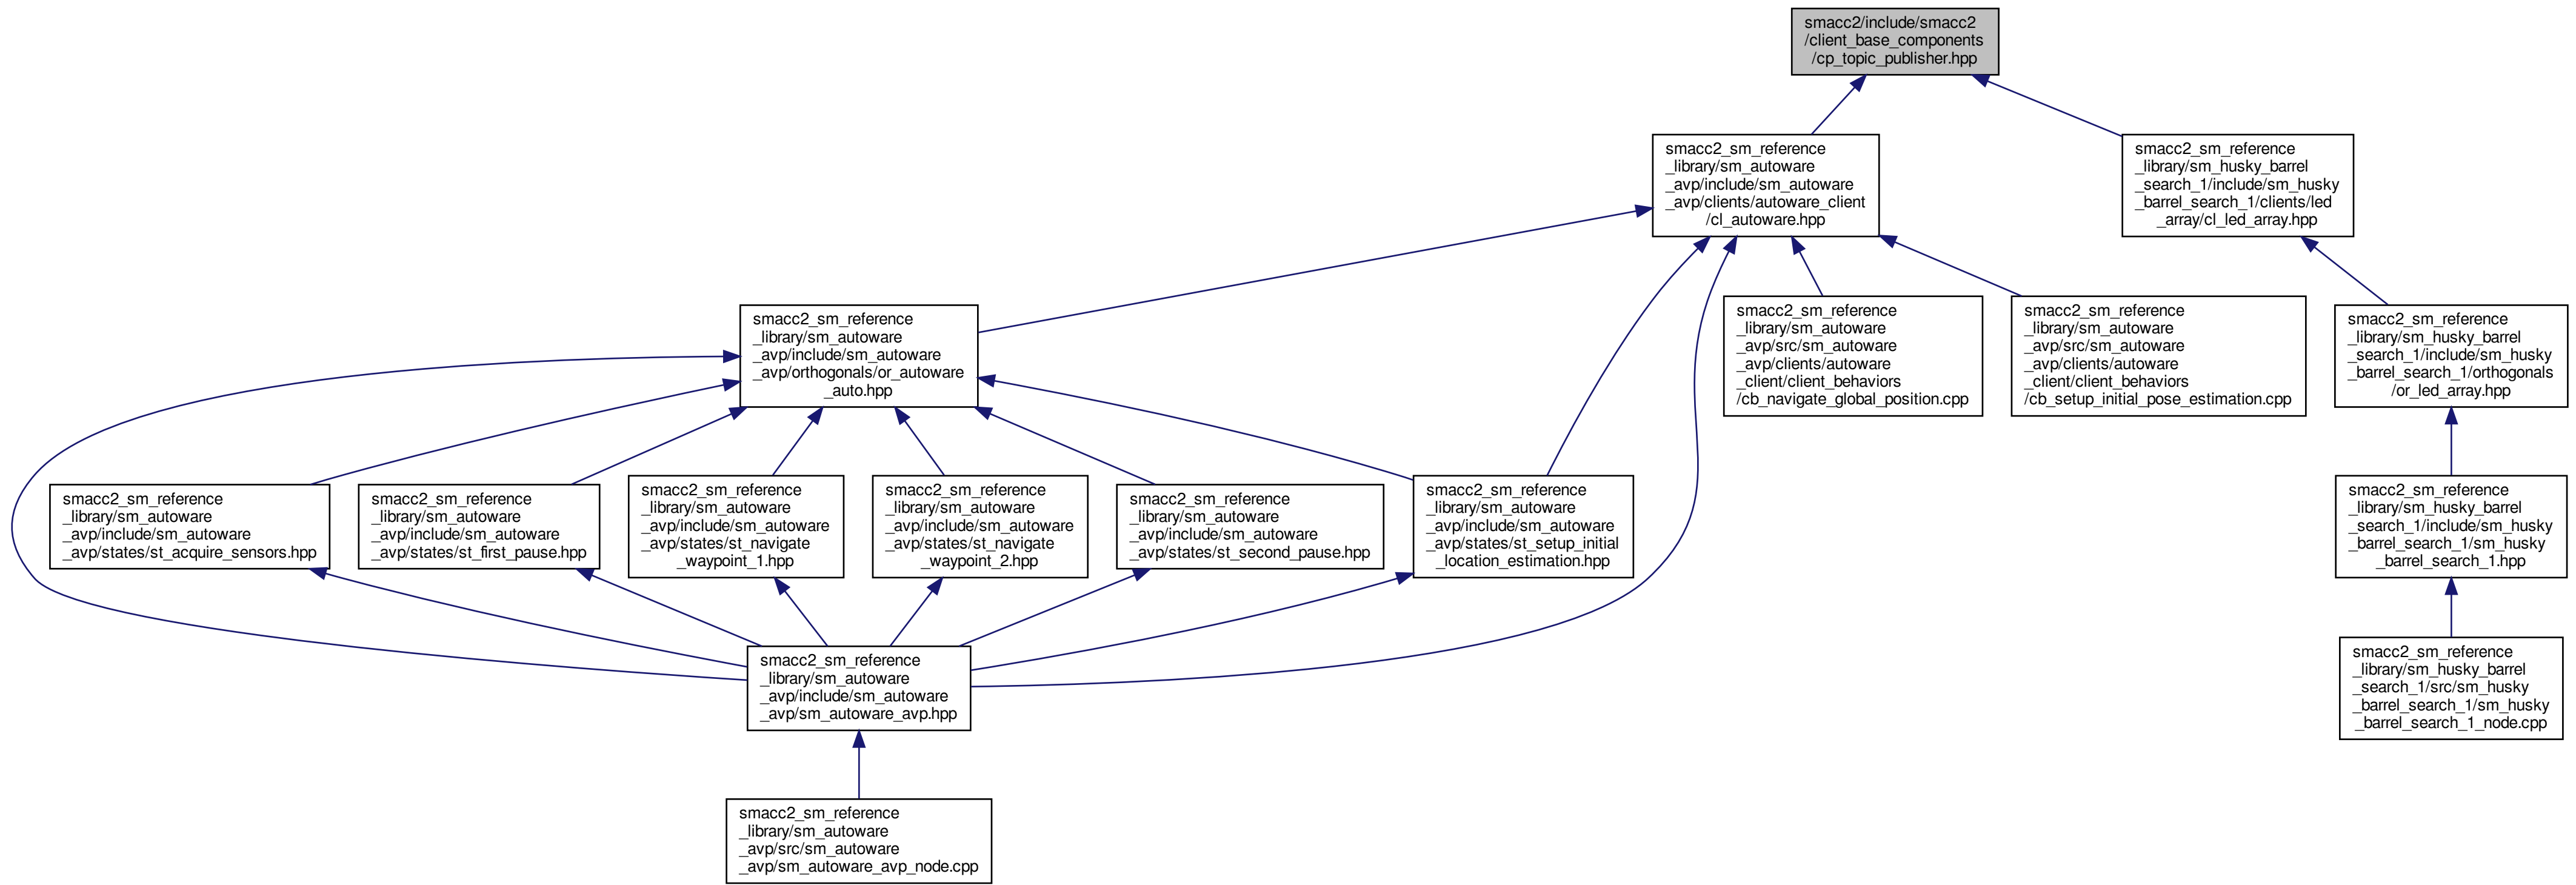 smacc2/include/smacc2
/client_base_components
/cp_topic_publisher.hpp
smacc2_sm_reference
_library/sm_autoware
_avp/include/sm_autoware
_avp/clients/autoware_client
/cl_autoware.hpp
smacc2_sm_reference
_library/sm_husky_barrel
_search_1/include/sm_husky
_barrel_search_1/clients/led
_array/cl_led_array.hpp
smacc2_sm_reference
_library/sm_autoware
_avp/include/sm_autoware
_avp/orthogonals/or_autoware
_auto.hpp
smacc2_sm_reference
_library/sm_autoware
_avp/src/sm_autoware
_avp/clients/autoware
_client/client_behaviors
/cb_navigate_global_position.cpp
smacc2_sm_reference
_library/sm_autoware
_avp/src/sm_autoware
_avp/clients/autoware
_client/client_behaviors
/cb_setup_initial_pose_estimation.cpp
smacc2_sm_reference
_library/sm_husky_barrel
_search_1/include/sm_husky
_barrel_search_1/orthogonals
/or_led_array.hpp
smacc2_sm_reference
_library/sm_autoware
_avp/include/sm_autoware
_avp/states/st_acquire_sensors.hpp
smacc2_sm_reference
_library/sm_autoware
_avp/include/sm_autoware
_avp/states/st_first_pause.hpp
smacc2_sm_reference
_library/sm_autoware
_avp/include/sm_autoware
_avp/states/st_navigate
_waypoint_1.hpp
smacc2_sm_reference
_library/sm_autoware
_avp/include/sm_autoware
_avp/states/st_navigate
_waypoint_2.hpp
smacc2_sm_reference
_library/sm_autoware
_avp/include/sm_autoware
_avp/states/st_second_pause.hpp
smacc2_sm_reference
_library/sm_autoware
_avp/include/sm_autoware
_avp/states/st_setup_initial
_location_estimation.hpp
smacc2_sm_reference
_library/sm_husky_barrel
_search_1/include/sm_husky
_barrel_search_1/sm_husky
_barrel_search_1.hpp
smacc2_sm_reference
_library/sm_autoware
_avp/include/sm_autoware
_avp/sm_autoware_avp.hpp
smacc2_sm_reference
_library/sm_husky_barrel
_search_1/src/sm_husky
_barrel_search_1/sm_husky
_barrel_search_1_node.cpp
smacc2_sm_reference
_library/sm_autoware
_avp/src/sm_autoware
_avp/sm_autoware_avp_node.cpp